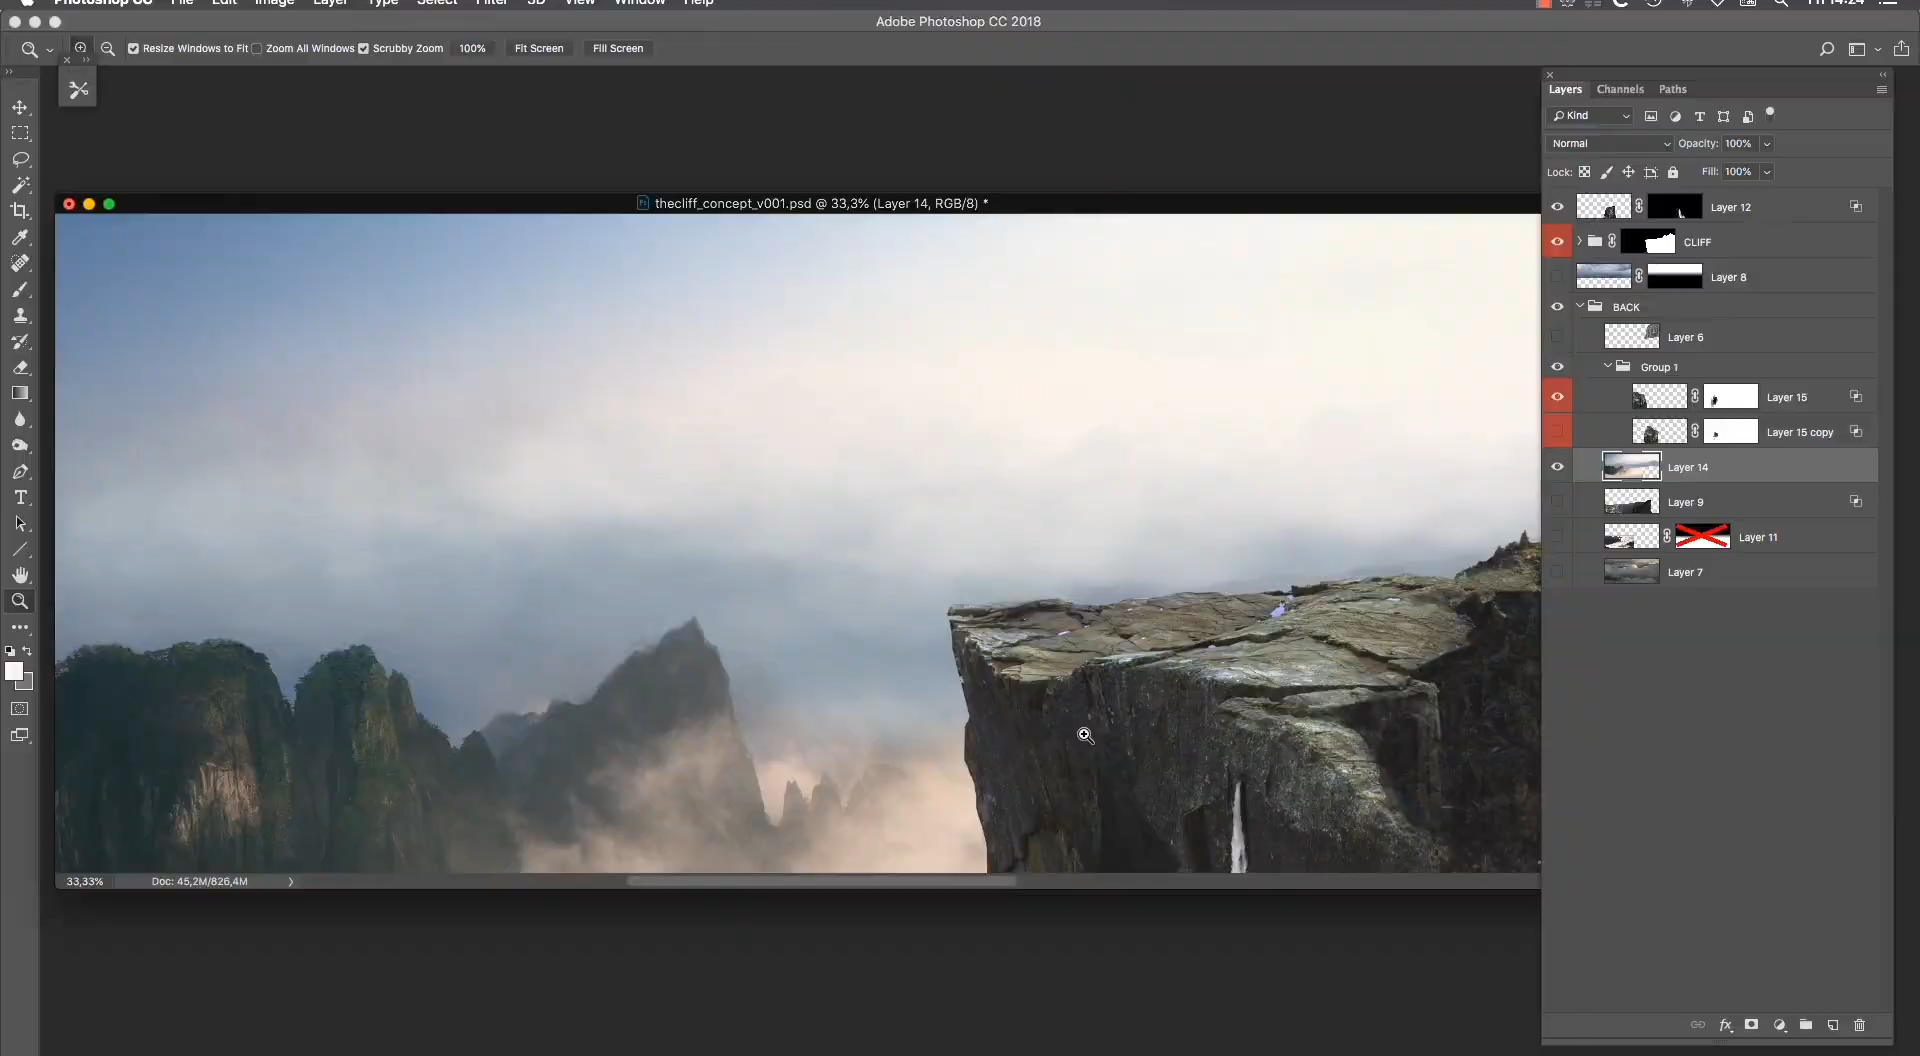 Photoshop CC File Edit Image Layer Type Select Filter 3D View Window Help Fri 14:24
Adobe Photoshop CC 2018
Resize Windows to Fit Zoom All Windows Scrubby Zoom 100% Fit Screen Fill Screen
Layers Channels Paths
Kind
Normal Opacity: 100%
Lock: Fill: 100%
thecliff_concept_v001.psd @ 33,3% (Layer 14, RGB/8) *
Layer 12
CLIFF
Layer 8
BACK
Layer 6
Group 1
Layer 15
Layer 15 copy
Layer 14
Layer 9
Layer 11
Layer 7
33,33% Doc: 45,2M/826,4M